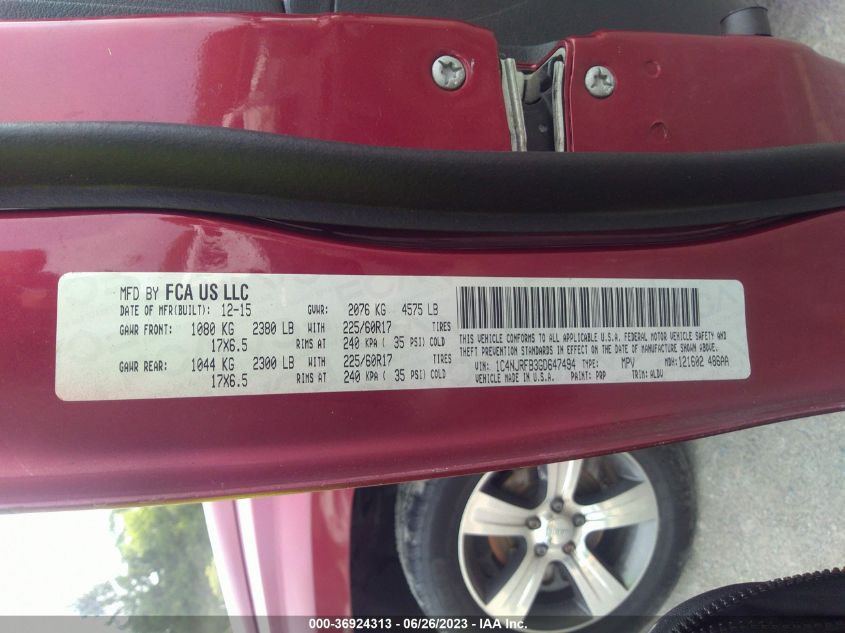 MFD BY FCA US LLC
DATE OF MFR(BUILT): 12-15 GVWR: 2076 KG 4575 LB
GAWR FRONT: 1080 KG 2380 LB WITH 225/60R17 TIRES
17X6.5 RIMS AT 240 KPA ( 35 PSI) COLD
GAWR REAR: 1044 KG 2300 LB WITH 225/60R17 TIRES
17X6.5 RIMS AT 240 KPA ( 35 PSI) COLD
THIS VEHICLE CONFORMS TO ALL APPLICABLE U.S.A. FEDERAL MOTOR VEHICLE SAFETY AND
THEFT PREVENTION STANDARDS IN EFFECT ON THE DATE OF MANUFACTURE SHOWN ABOVE.
VIN: 1C4NJRFB3GD647494 TYPE: MPV MDH: 121602 486AA
VEHICLE MADE IN U.S.A. PAINT: PRP TRIM: ALDV
000-36924313 - 06/26/2023 - IAA Inc.